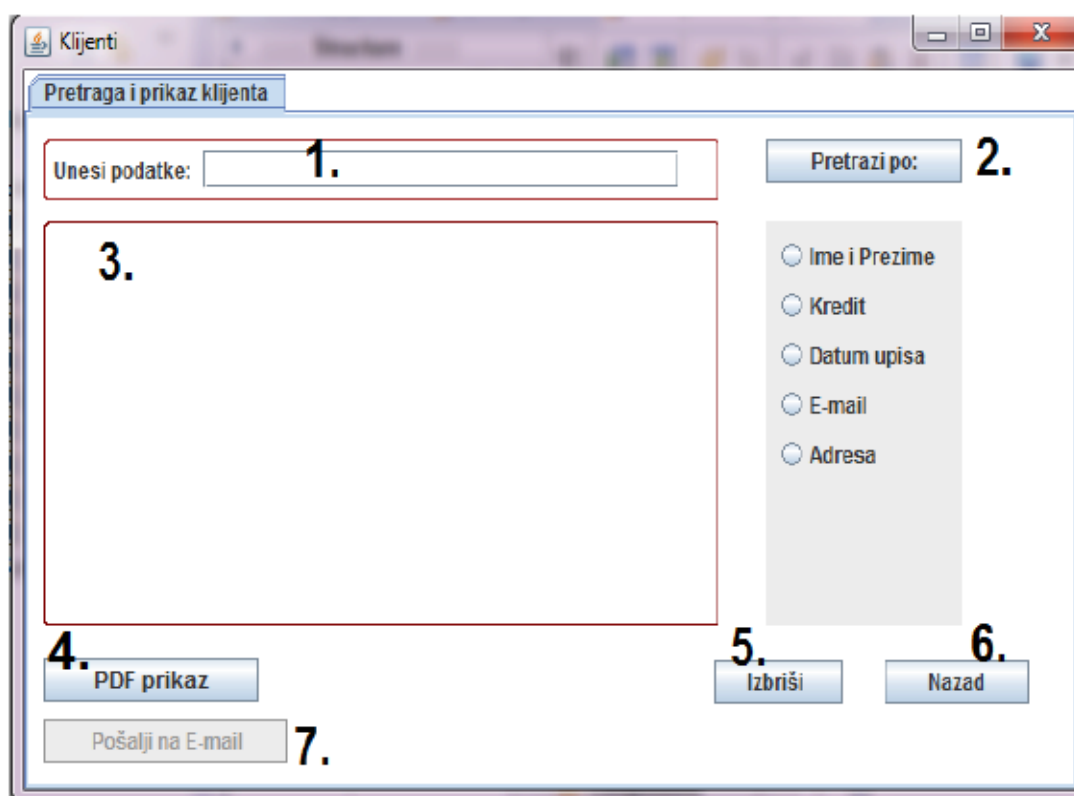 Klijenti
Pretraga i prikaz klijenta
Unesi podatke:
1.
Pretrazi po:
2.
3.
Ime i Prezime
Kredit
Datum upisa
E-mail
Adresa
4.
PDF prikaz
5.
Izbriši
6.
Nazad
Pošalji na E-mail
7.